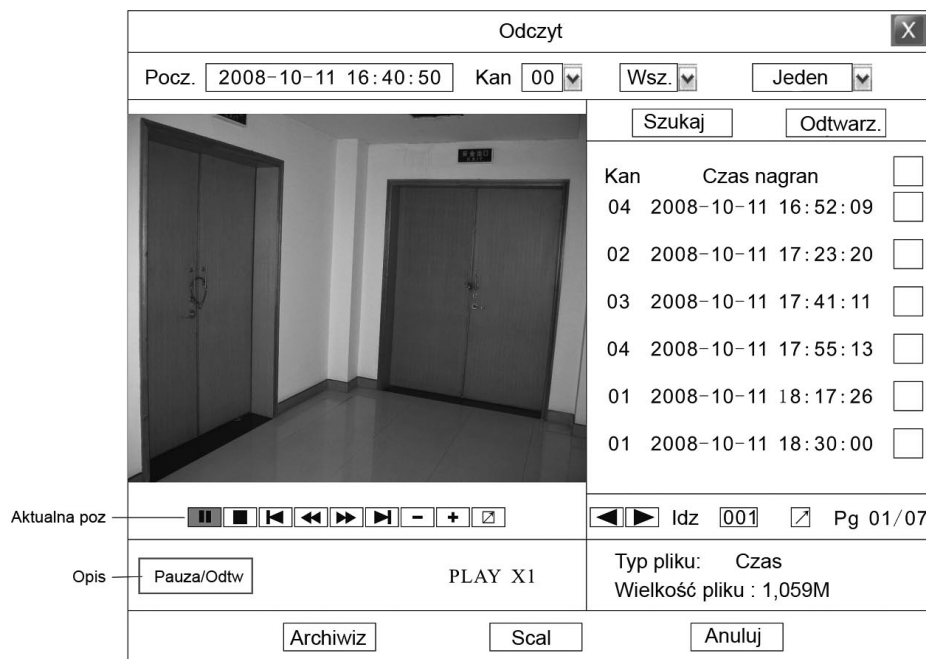 Odczyt X
Pocz. 2008-10-11 16:40:50 Kan 00 Wsz. Jeden
Szukaj Odtwarz.
EXIT
Kan Czas nagran
04 2008-10-11 16:52:09
02 2008-10-11 17:23:20
03 2008-10-11 17:41:11
04 2008-10-11 17:55:13
01 2008-10-11 18:17:26
01 2008-10-11 18:30:00
Aktualna poz
Idz 001 Pg 01/07
Opis Pauza/Odtw PLAY X1
Typ pliku: Czas
Wielkość pliku : 1,059M
Archiwiz Scal Anuluj